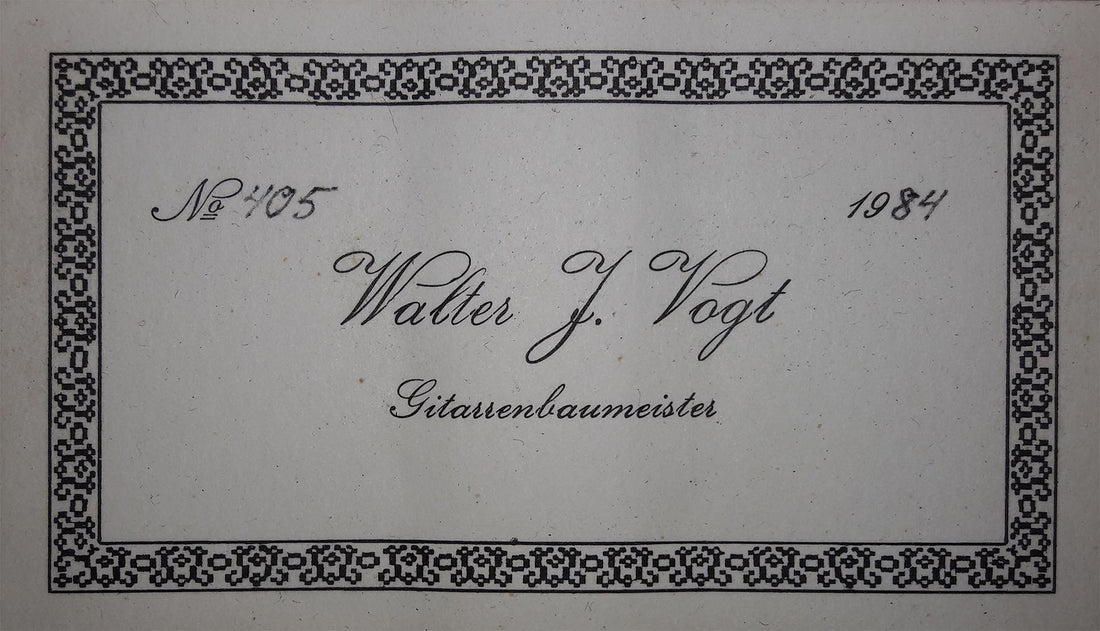 No 405 1984
Walter J. Vogt
Gitarrenbaumeister